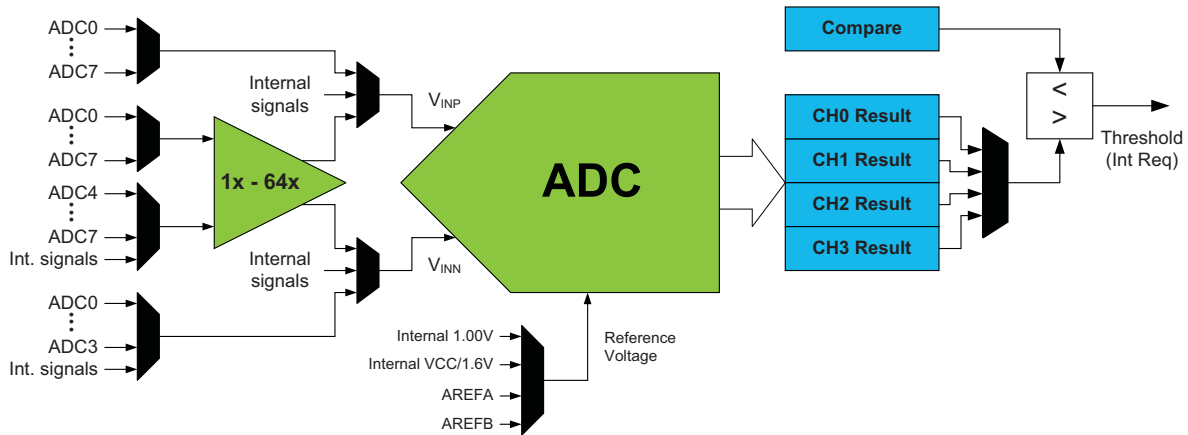 ADC0
ADC7
ADC0
ADC7
ADC4
ADC7
Int. signals
ADC0
ADC3
Int. signals
1x - 64x
Internal
signals
Internal
signals
VINP
VINN
ADC
Internal 1.00V
Internal VCC/1.6V
AREFA
AREFB
Reference
Voltage
Compare
CH0 Result
CH1 Result
CH2 Result
CH3 Result
<
>
Threshold
(Int Req)